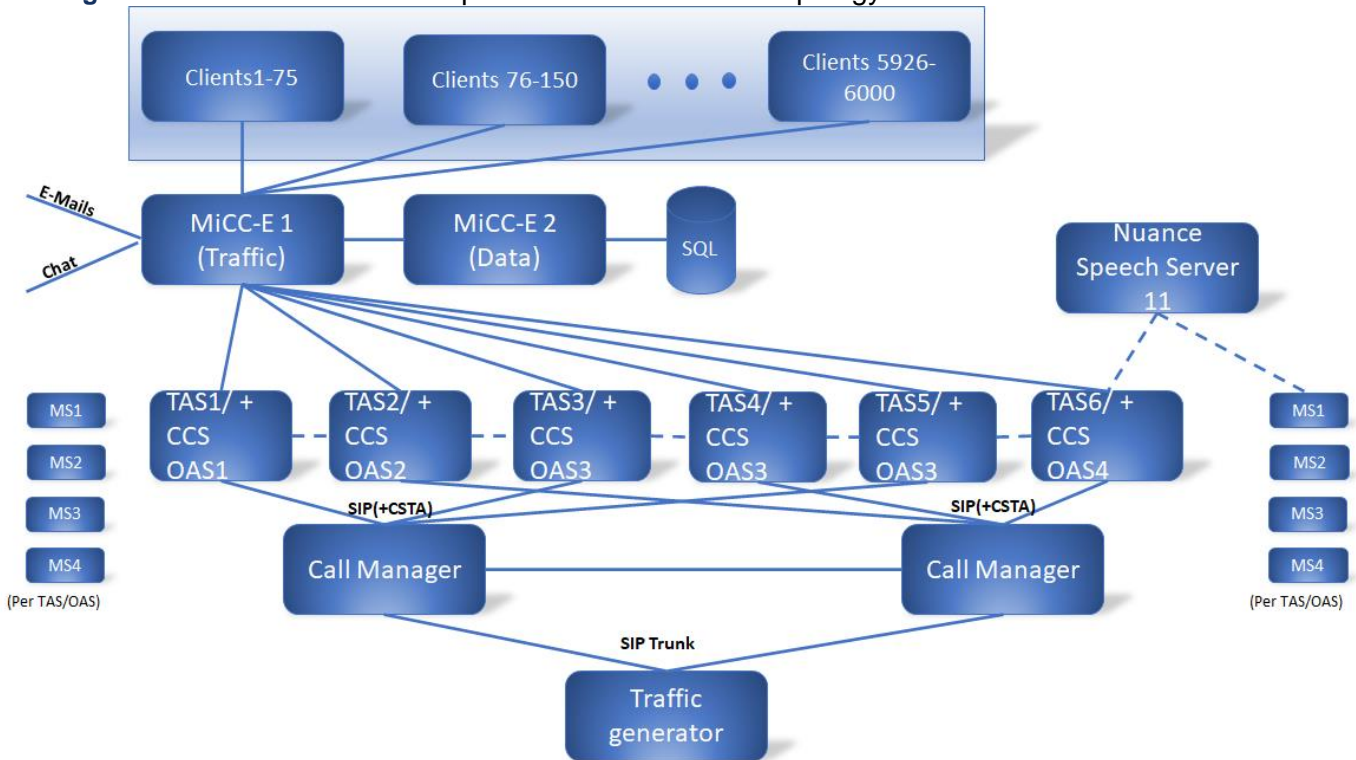 Clients1-75
Clients 76-150
Clients 5926-
6000
E-Mails
Chat
MiCC-E 1
(Traffic)
MiCC-E 2
(Data)
SQL
Nuance
Speech Server
11
MS1
MS2
MS3
MS4
(Per TAS/OAS)
TAS1/ +
CCS
OAS1
TAS2/ +
CCS
OAS2
TAS3/ +
CCS
OAS3
TAS4/ +
CCS
OAS3
TAS5/ +
CCS
OAS3
TAS6/ +
CCS
OAS4
MS1
MS2
MS3
MS4
(Per TAS/OAS)
SIP(+CSTA)
SIP(+CSTA)
Call Manager
Call Manager
SIP Trunk
Traffic
generator